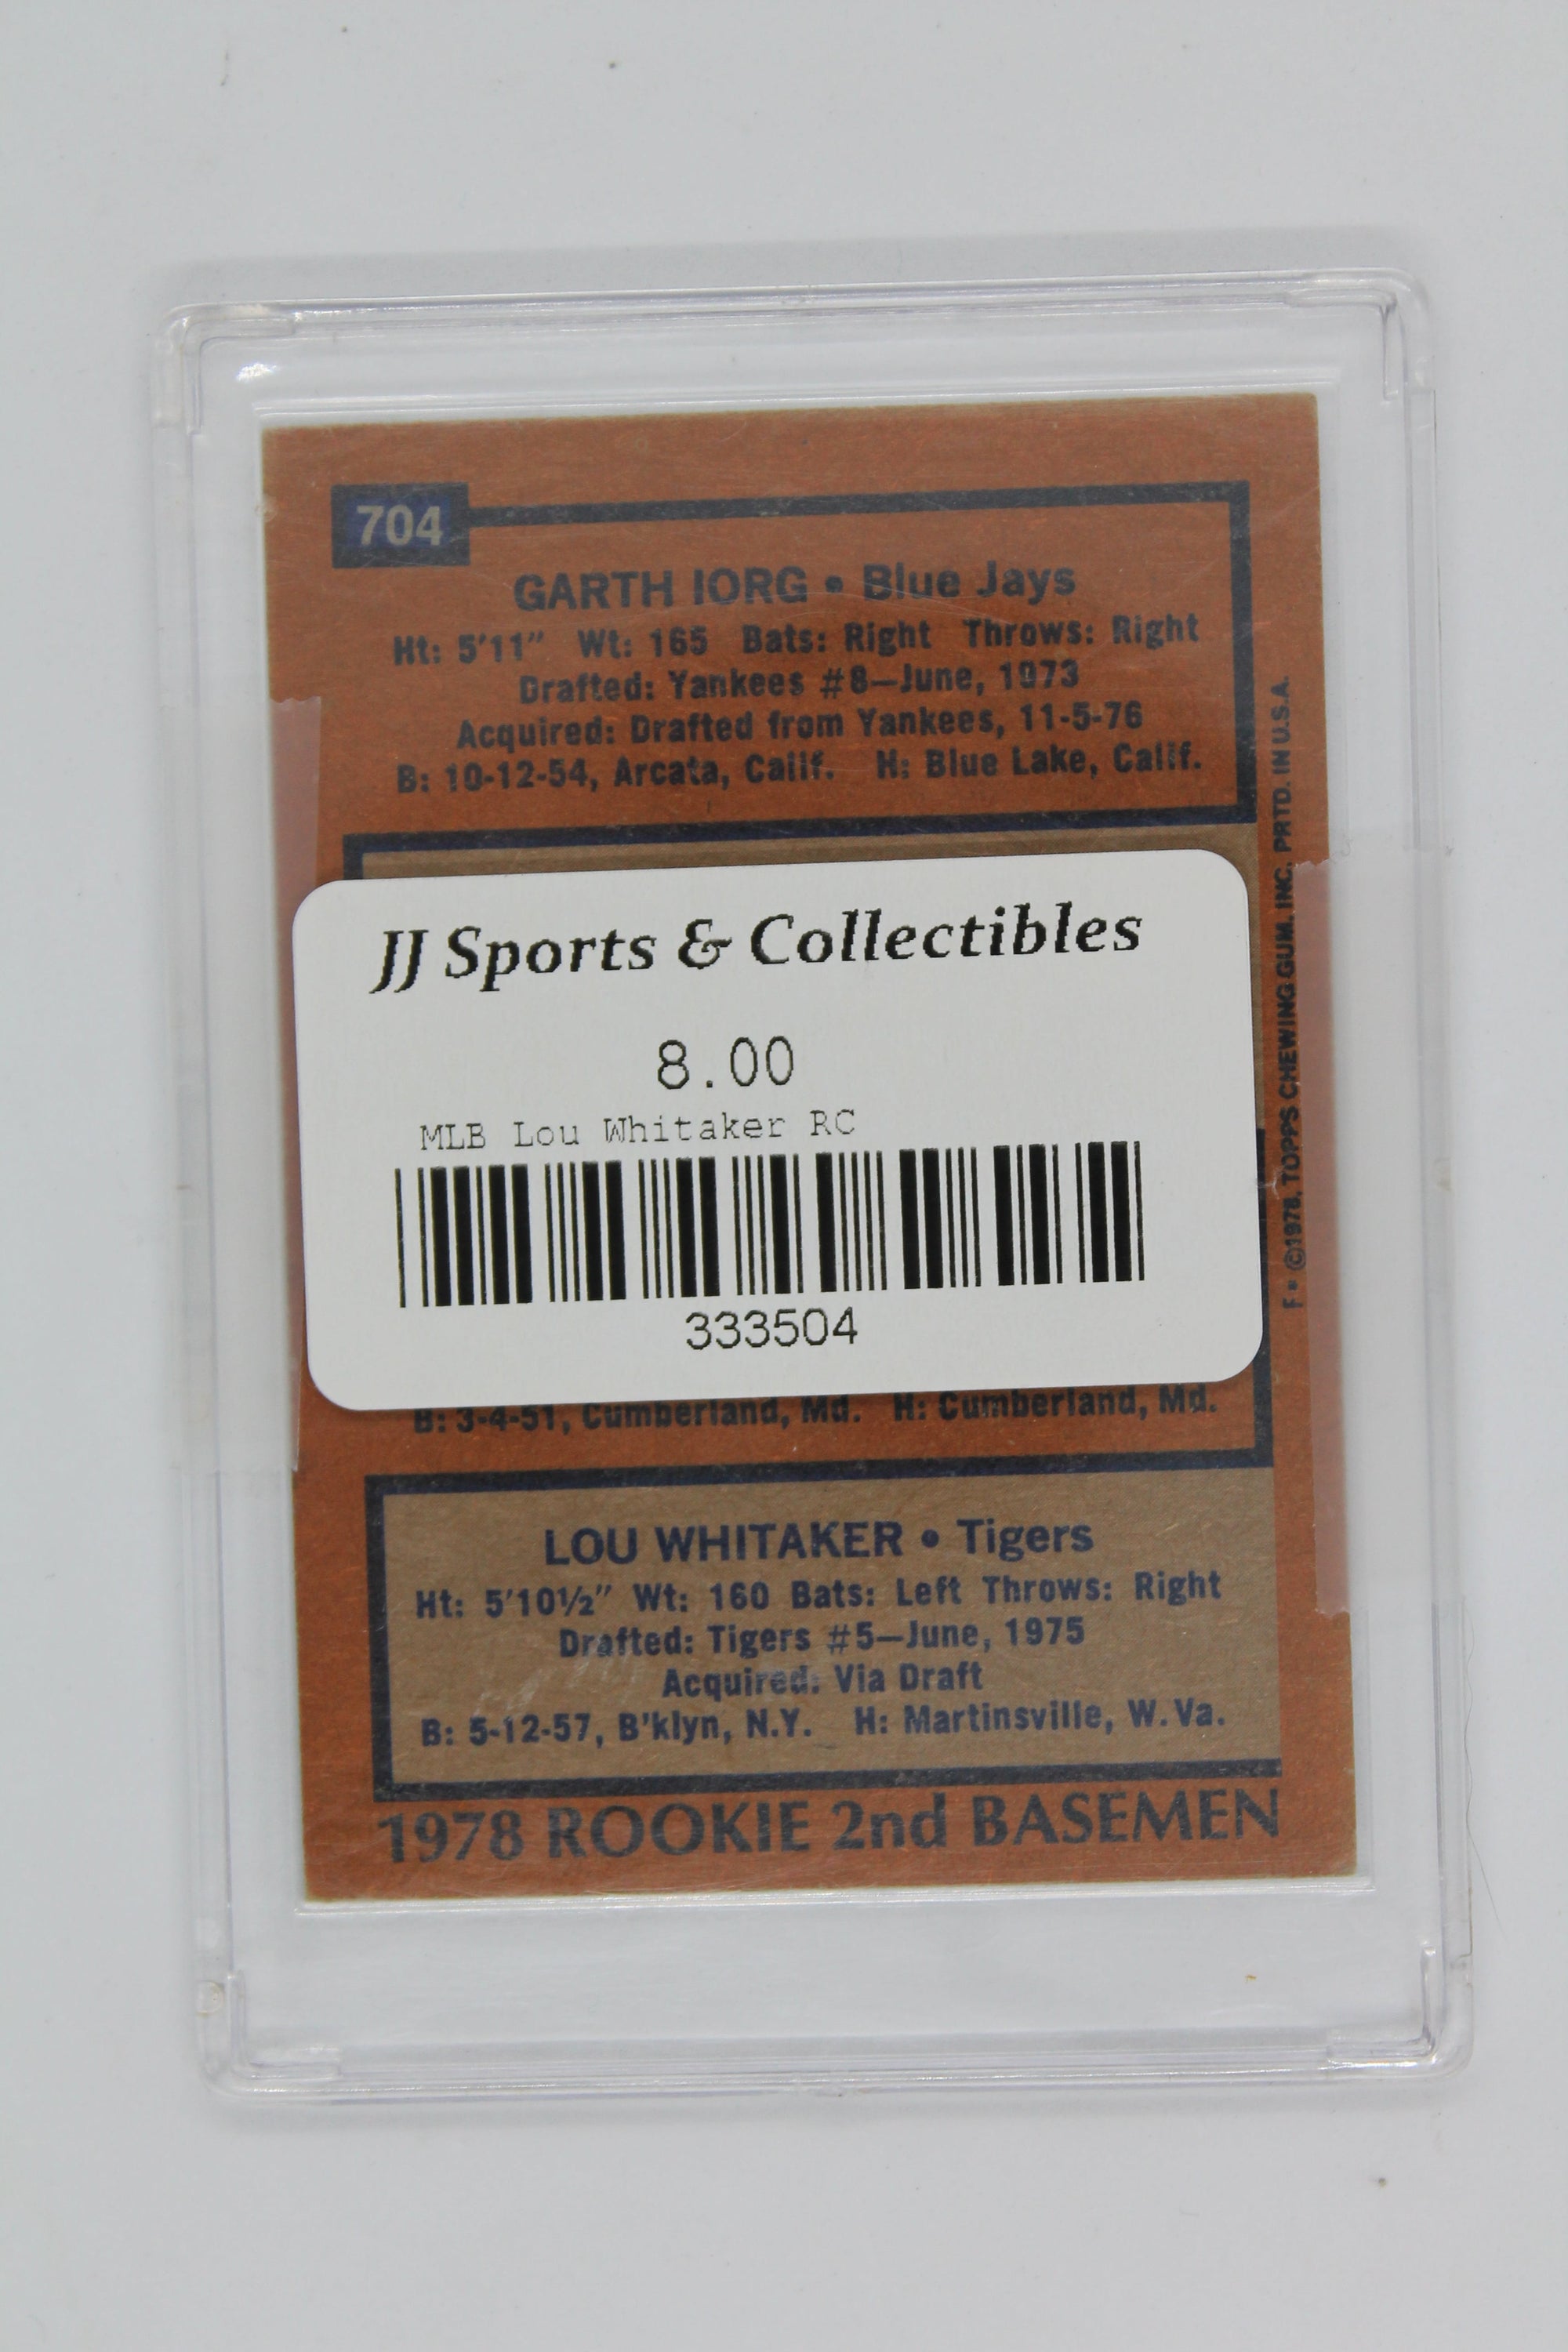 704
GARTH IORG • Blue Jays
Ht: 5'11" Wt: 165 Bats: Right Throws: Right
Drafted: Yankees #8—June, 1973
Acquired: Drafted from Yankees, 11-5-76
B: 10-12-54, Arcata, Calif. H: Blue Lake, Calif.
JJ Sports & Collectibles
8.00
MLB Lou Whitaker RC
333504
B: 3-4-51, Cumberland, Md. H: Cumberland, Md.
LOU WHITAKER • Tigers
Ht: 5'10½" Wt: 160 Bats: Left Throws: Right
Drafted: Tigers #5—June, 1975
Acquired: Via Draft
B: 5-12-57, B'klyn, N.Y. H: Martinsville, W.Va.
1978 ROOKIE 2nd BASEMEN
F* ©1978, TOPPS CHEWING GUM, INC. PRTD. IN U.S.A.